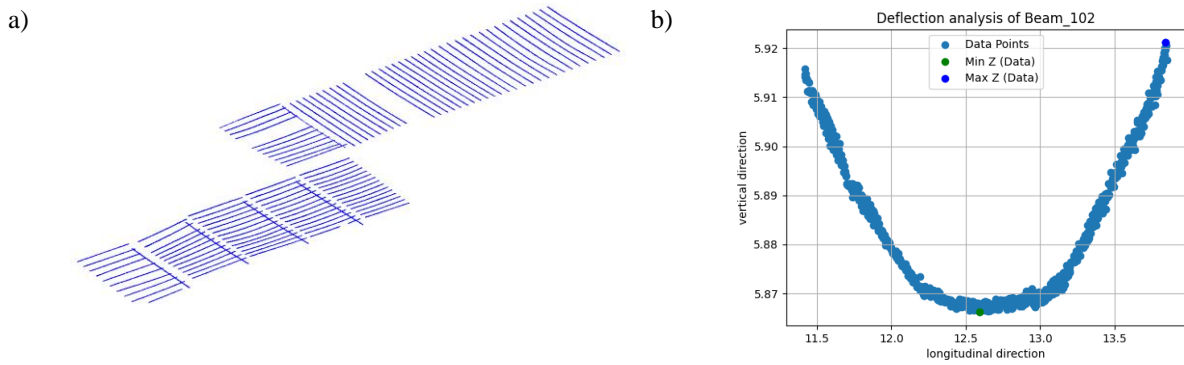 a)
b)
Deflection analysis of Beam_102
Data Points
Min Z (Data)
Max Z (Data)
vertical direction
5.92
5.91
5.90
5.89
5.88
5.87
11.5 12.0 12.5 13.0 13.5
longitudinal direction